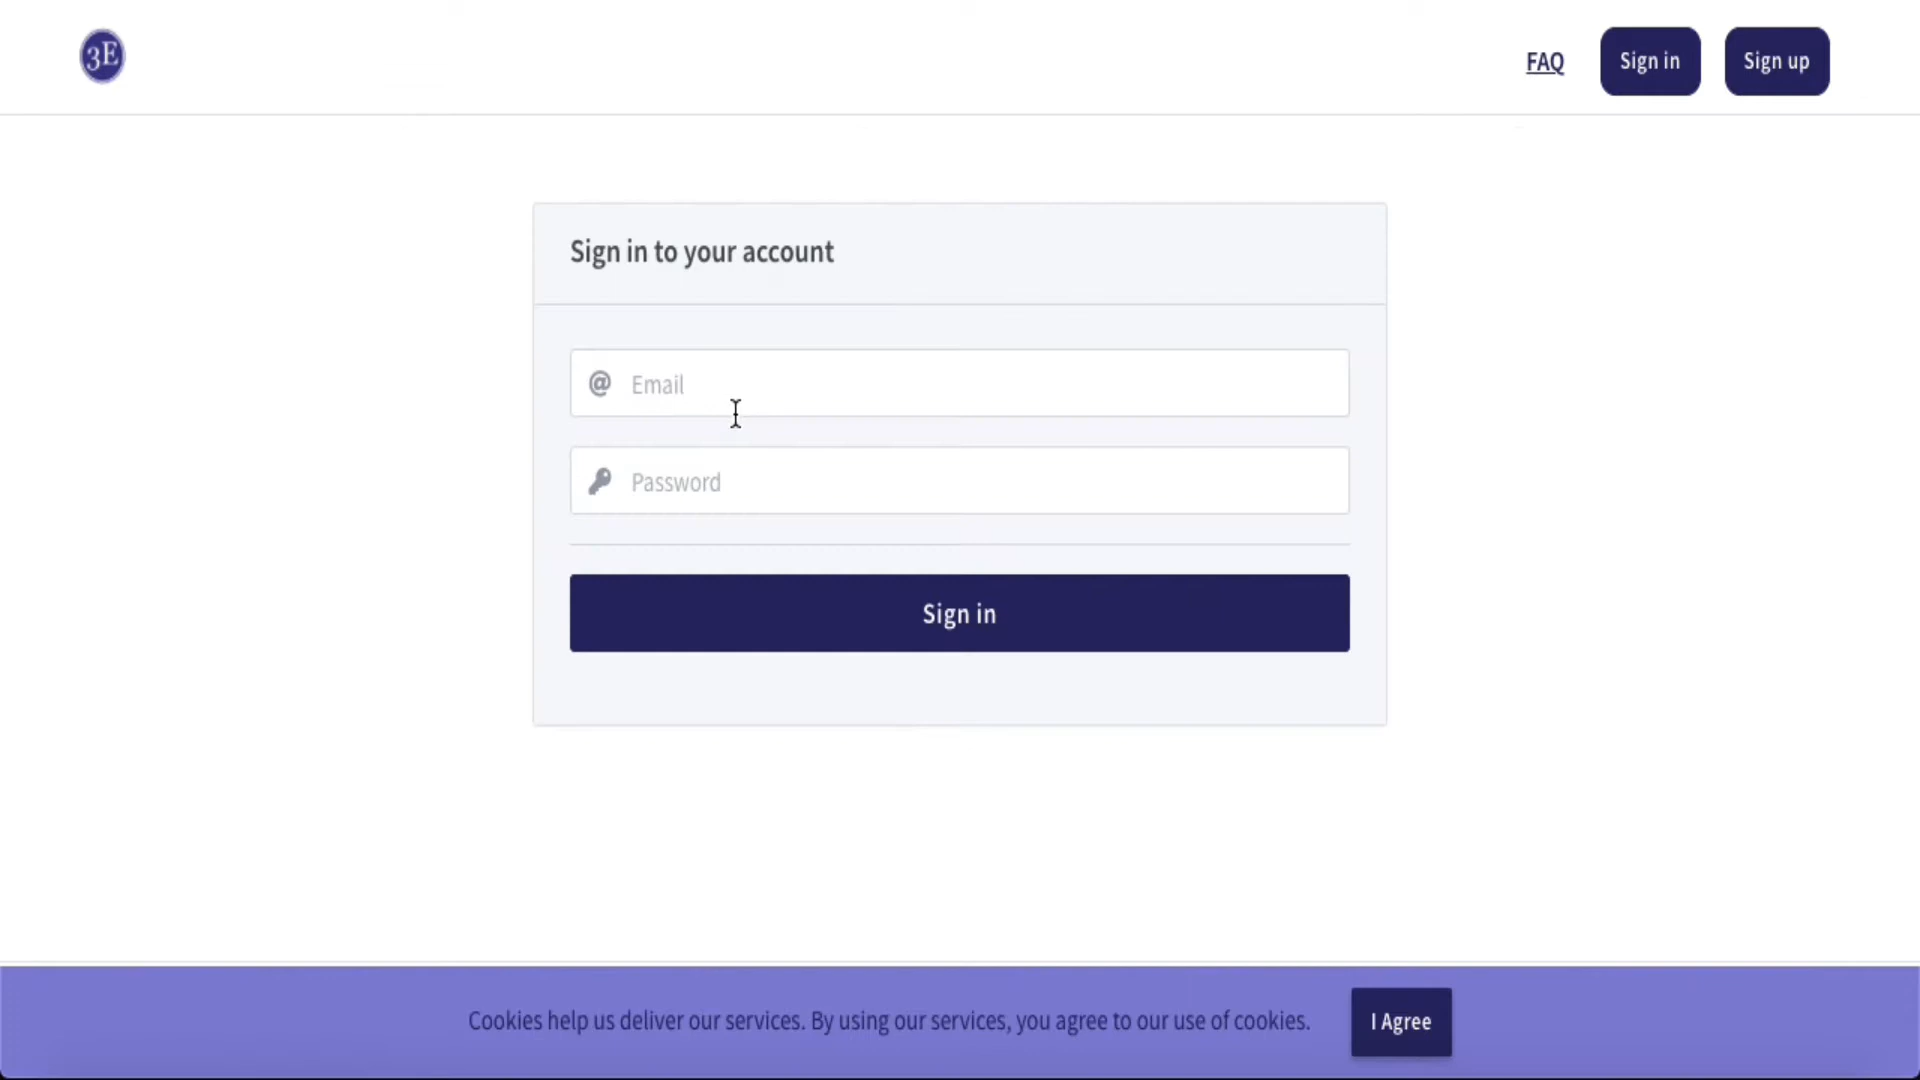 3E
FAQ
Sign in
Sign up
Sign in to your account
@ Email
Password
Sign in
Cookies help us deliver our services. By using our services, you agree to our use of cookies.
I Agree